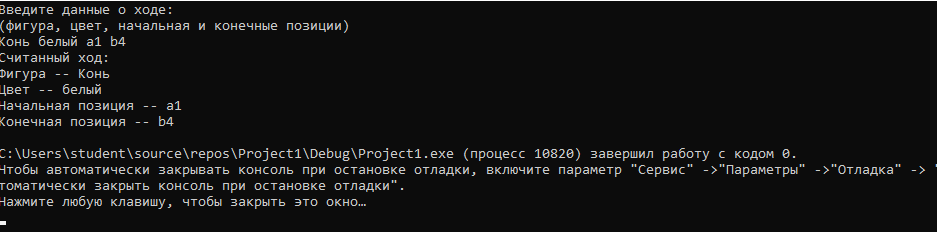 Введите данные о ходе:
(фигура, цвет, начальная и конечные позиции)
Конь белый a1 b4
Считанный ход:
Фигура -- Конь
Цвет -- белый
Начальная позиция -- a1
Конечная позиция -- b4
C:\Users\student\source\repos\Project1\Debug\Project1.exe (процесс 10820) завершил работу с кодом 0.
Чтобы автоматически закрывать консоль при остановке отладки, включите параметр "Сервис" ->"Параметры" ->"Отладка" -> "
томатически закрыть консоль при остановке отладки".
Нажмите любую клавишу, чтобы закрыть это окно…